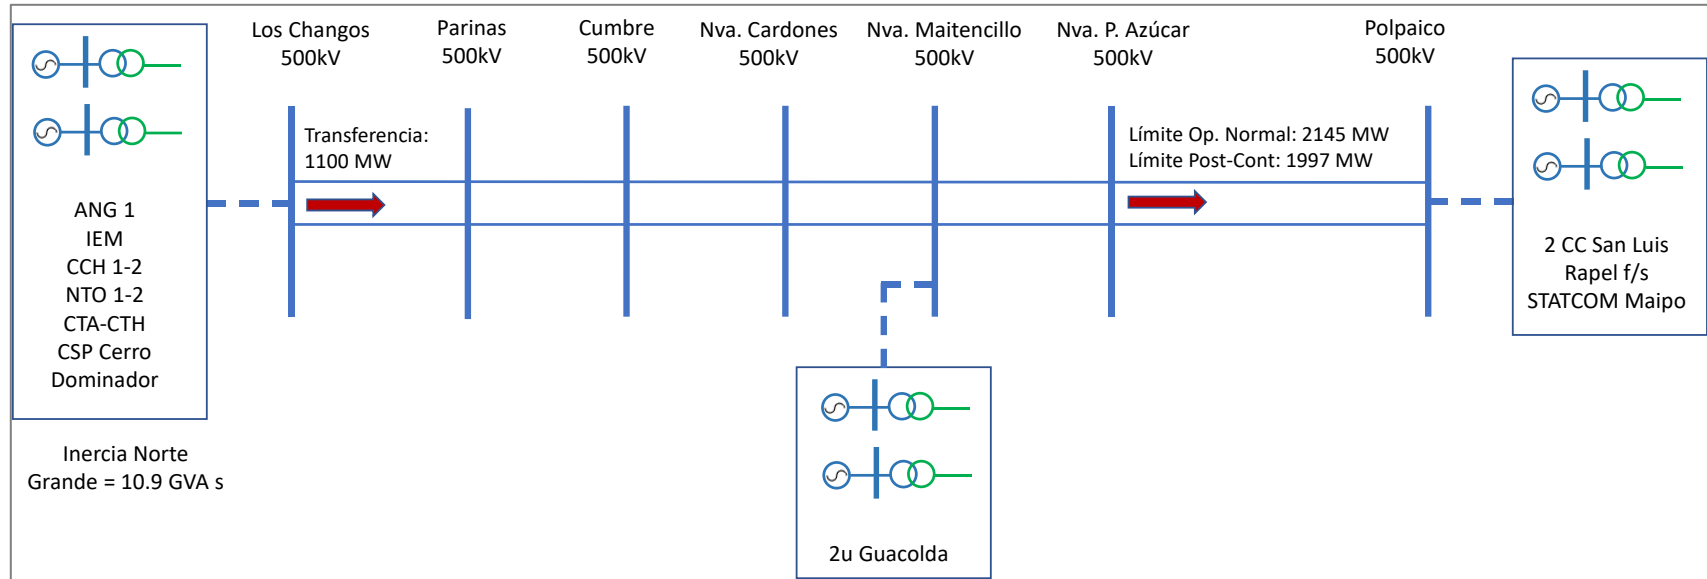 Los Changos
500kV
Parinas
500kV
Cumbre
500kV
Nva. Cardones
500kV
Nva. Maitencillo
500kV
Nva. P. Azúcar
500kV
Polpaico
500kV
Transferencia:
1100 MW
Límite Op. Normal: 2145 MW
Límite Post-Cont: 1997 MW
ANG 1
IEM
CCH 1-2
NTO 1-2
CTA-CTH
CSP Cerro
Dominador
Inercia Norte
Grande = 10.9 GVA s
2u Guacolda
2 CC San Luis
Rapel f/s
STATCOM Maipo